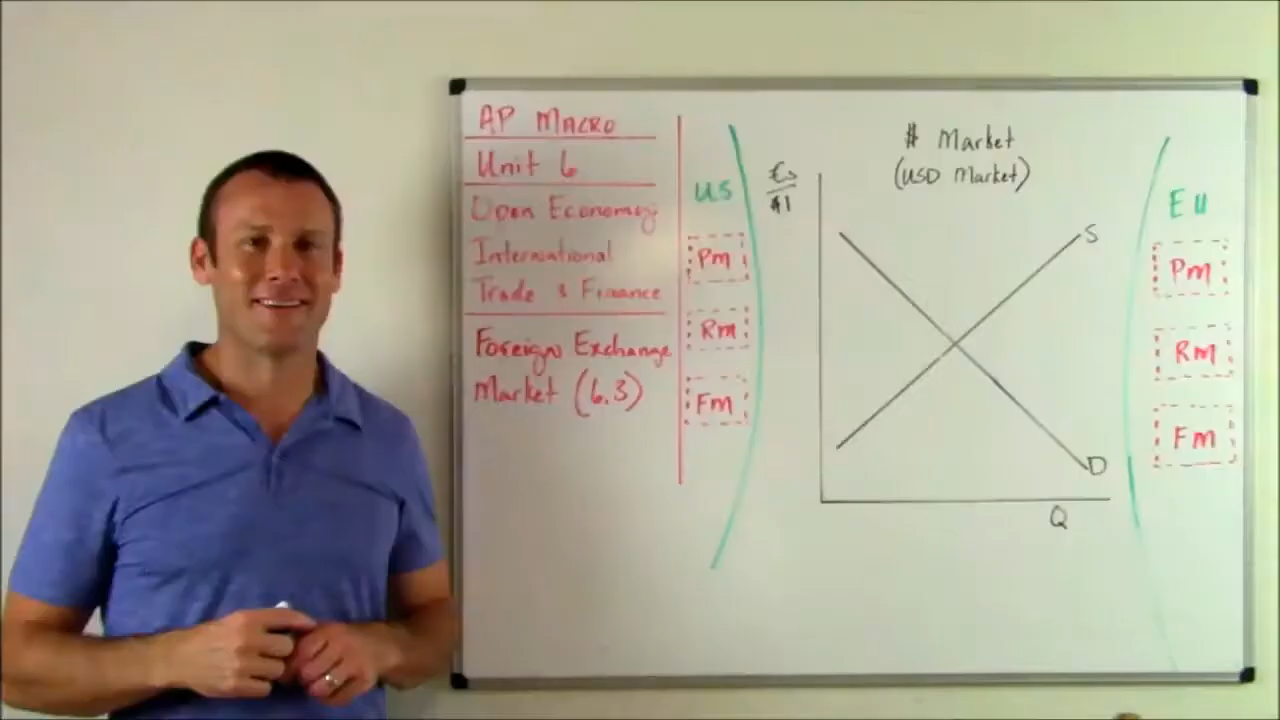 AP MACRO
Unit 6
Open Economy
International
Trade & Finance
Foreign Exchange
Market (6.3)
US
Pm
Rm
Fm
$ Market
(USD Market)
€s
$1
S
D
Q
EU
Pm
Rm
Fm